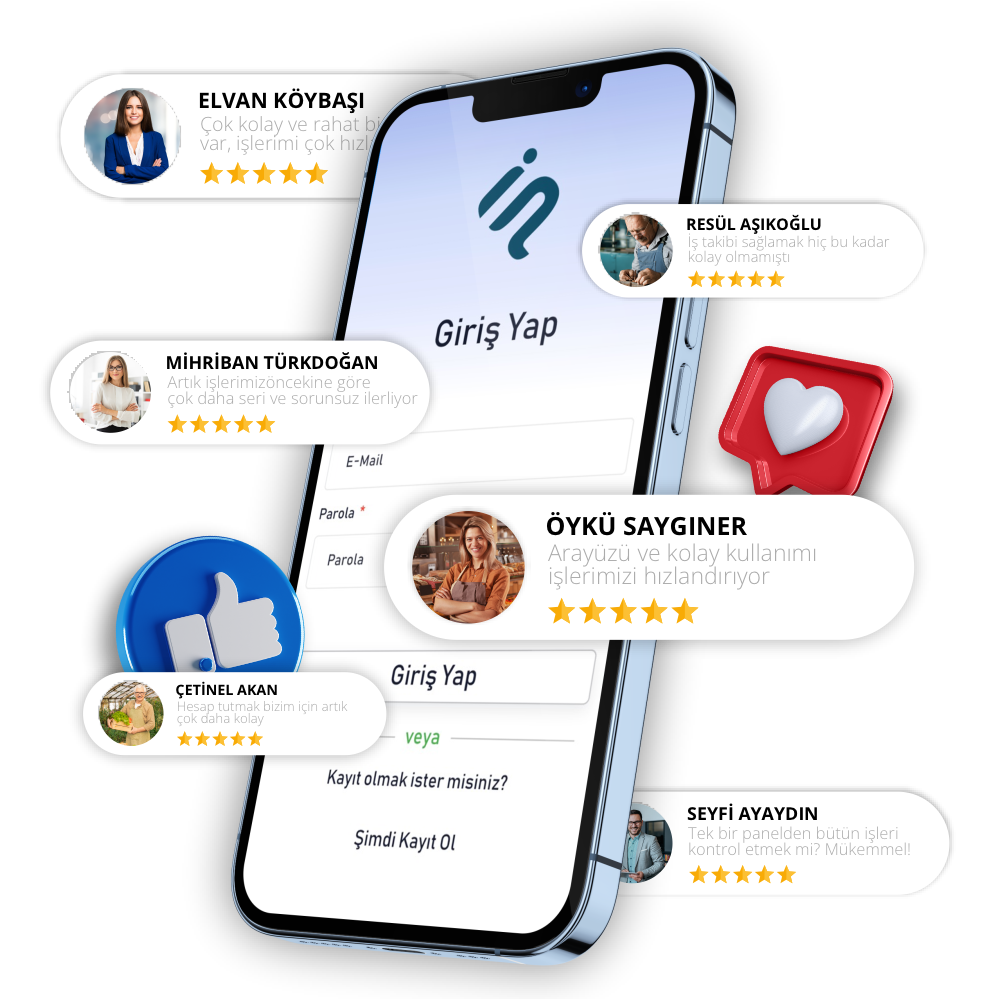 ELVAN KÖYBAŞI
Çok kolay ve rahat
var, işlerimi çok
RESÜL AŞIKOĞLU
İş takibi sağlamak hiç bu kadar
kolay olmamıştı
Giriş Yap
MİHRİBAN TÜRKDOĞAN
Artık işlerimizöncekine göre
çok daha seri ve sorunsuz ilerliyor
E-Mail
Parola *
Parola
ÖYKÜ SAYGINER
Arayüzü ve kolay kullanımı
işlerimizi hızlandırıyor
Giriş Yap
ÇETİNEL AKAN
Hesap tutmak bizim için artık
çok daha kolay
veya
Kayıt olmak ister misiniz?
Şimdi Kayıt Ol
SEYFİ AYAYDIN
Tek bir panelden bütün işleri
kontrol etmek mi? Mükemmel!